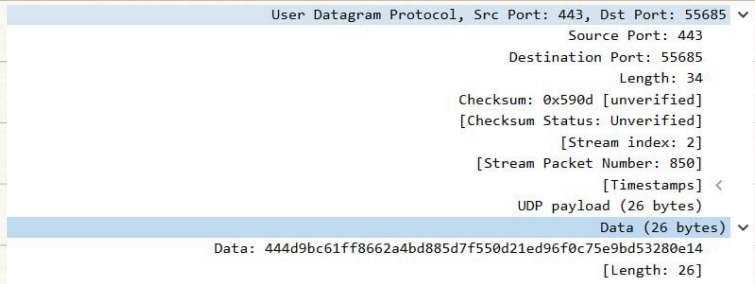 User Datagram Protocol, Src Port: 443, Dst Port: 55685
Source Port: 443
Destination Port: 55685
Length: 34
Checksum: 0x590d [unverified]
[Checksum Status: Unverified]
[Stream index: 2]
[Stream Packet Number: 850]
[Timestamps]
UDP payload (26 bytes)
Data (26 bytes)
Data: 444d9bc61ff8662a4bd885d7f550d21ed96f0c75e9bd53280e14
[Length: 26]